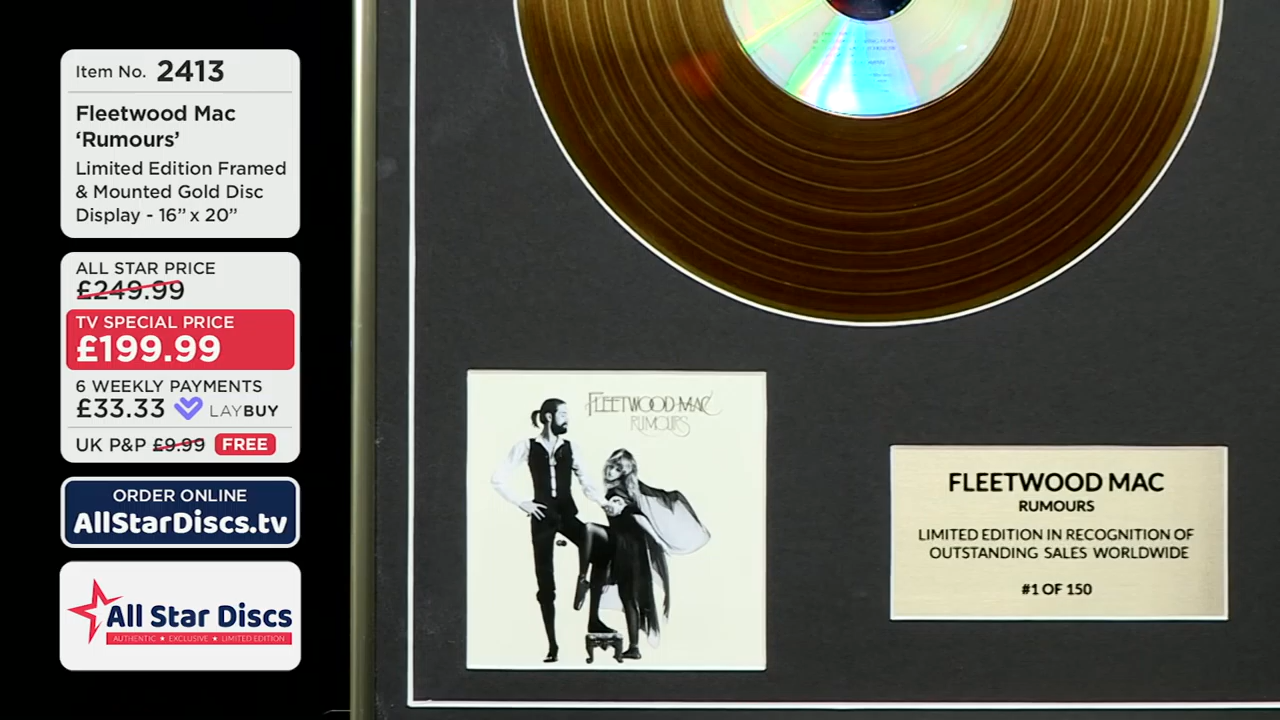 Item No. 2413
Fleetwood Mac
‘Rumours’
Limited Edition Framed
& Mounted Gold Disc
Display - 16” x 20”
ALL STAR PRICE
£249.99
TV SPECIAL PRICE
£199.99
6 WEEKLY PAYMENTS
£33.33 LAYBUY
UK P&P £9.99 FREE
ORDER ONLINE
AllStarDiscs.tv
All Star Discs
AUTHENTIC ★ EXCLUSIVE ★ LIMITED EDITION
FLEETWOOD MAC
RUMOURS
FLEETWOOD MAC
RUMOURS
LIMITED EDITION IN RECOGNITION OF
OUTSTANDING SALES WORLDWIDE
#1 OF 150